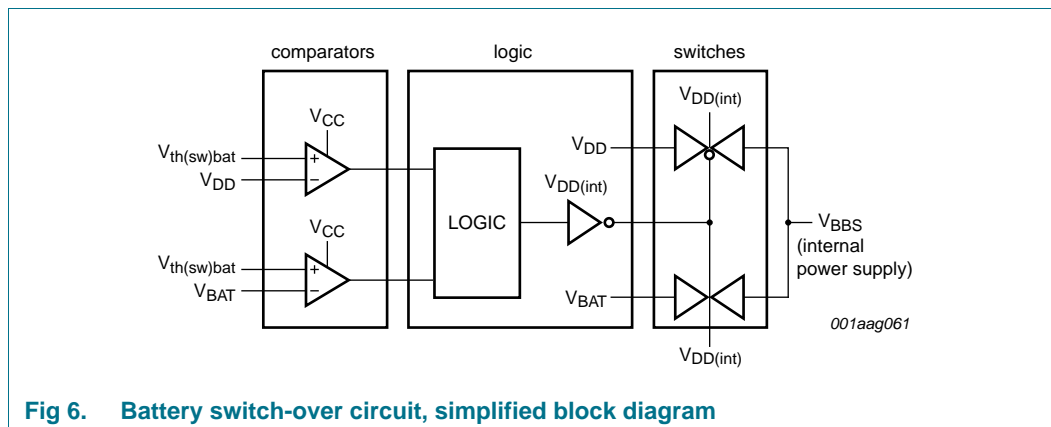 comparators
logic
switches
VCC
Vth(sw)bat
VDD
+
−
VCC
Vth(sw)bat
VBAT
+
−
LOGIC
VDD(int)
VDD
VBAT
VDD(int)
VDD(int)
VBBS
(internal
power supply)
001aag061
Fig 6. Battery switch-over circuit, simplified block diagram